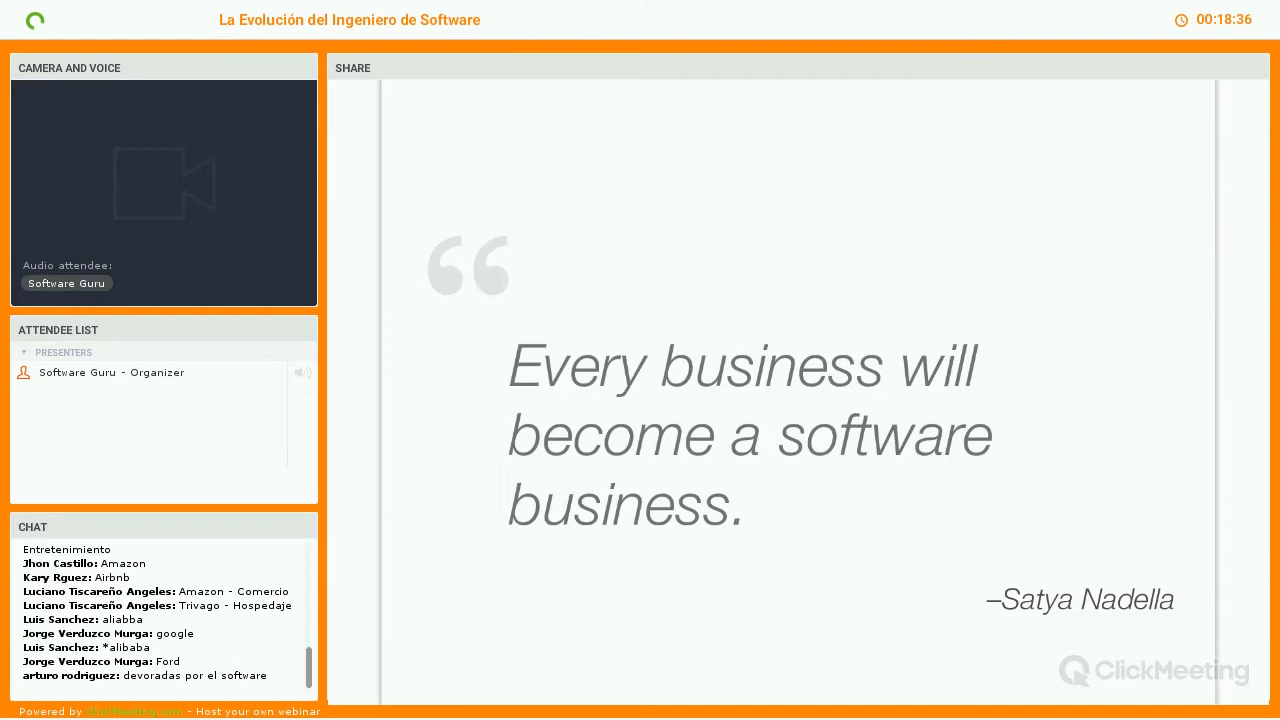 La Evolución del Ingeniero de Software
00:18:36
CAMERA AND VOICE
Audio attendee:
Software Guru
ATTENDEE LIST
PRESENTERS
Software Guru - Organizer
CHAT
Entretenimiento
Jhon Castillo: Amazon
Kary Rguez: Airbnb
Luciano Tiscareño Angeles: Amazon - Comercio
Luciano Tiscareño Angeles: Trivago - Hospedaje
Luis Sanchez: aliabba
Jorge Verduzco Murga: google
Luis Sanchez: *alibaba
Jorge Verduzco Murga: Ford
arturo rodriguez: devoradas por el software
Powered by ClickMeeting.com - Host your own webinar
SHARE
“
Every business will
become a software
business.
–Satya Nadella
ClickMeeting